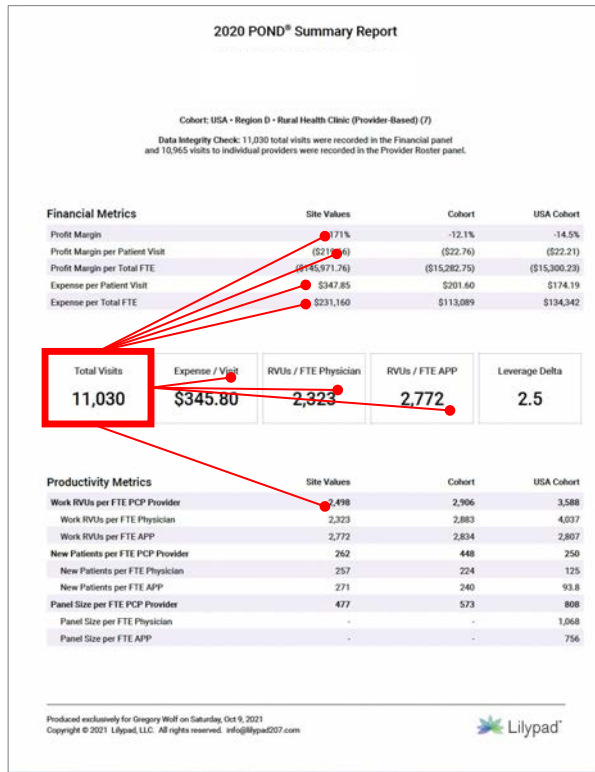 2020 POND® Summary Report
Cohort: USA • Region D • Rural Health Clinic (Provider-Based) (7)
Data Integrity Check: 11,030 total visits were recorded in the Financial panel
and 10,965 visits to individual providers were recorded in the Provider Roster panel.
Financial Metrics Site Values Cohort USA Cohort
Profit Margin 171% -12.1% -14.5%
Profit Margin per Patient Visit ($22.76) ($22.21)
Profit Margin per Total FTE ($145,971.76) ($15,282.75) ($15,300.23)
Expense per Patient Visit $347.85 $201.60 $174.19
Expense per Total FTE $231,160 $113,089 $134,342
Total Visits Expense / Visit RVUs / FTE Physician RVUs / FTE APP Leverage Delta
11,030 $345.80 2,323 2,772 2.5
Productivity Metrics Site Values Cohort USA Cohort
Work RVUs per FTE PCP Provider 2,498 2,906 3,588
Work RVUs per FTE Physician 2,323 2,883 4,037
Work RVUs per FTE APP 2,772 2,834 2,807
New Patients per FTE PCP Provider 262 448 250
New Patients per FTE Physician 257 224 125
New Patients per FTE APP 271 240 93.8
Panel Size per FTE PCP Provider 477 573 808
Panel Size per FTE Physician - - 1,068
Panel Size per FTE APP - - 756
Produced exclusively for Gregory Wolf on Saturday, Oct 9, 2021
Copyright © 2021 Lilypad, LLC. All rights reserved. info@lilypad207.com
Lilypad